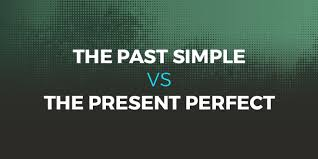 THE PAST SIMPLE
VS
THE PRESENT PERFECT